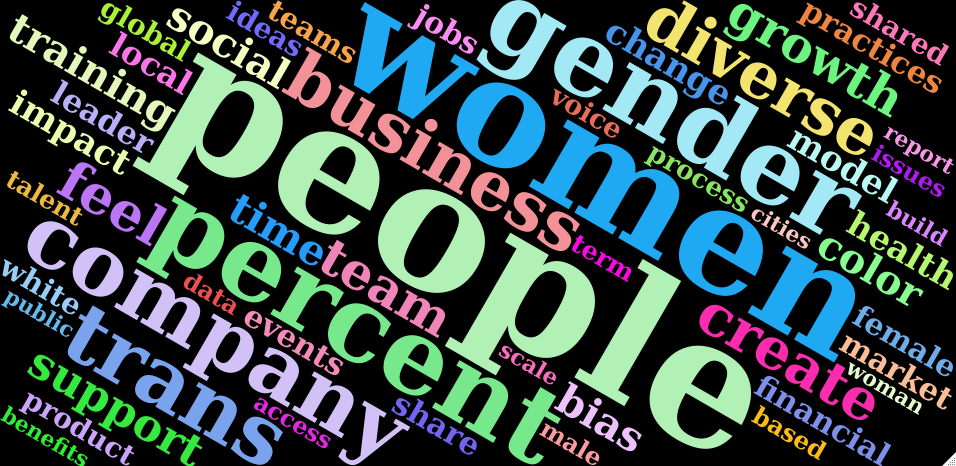 people
women
gender
business
percent
company
trans
diverse
growth
create
color
team
feel
social
training
time
support
global
local
leader
impact
ideas
teams
jobs
change
practices
shared
voice
process
model
report
issues
build
cities
health
term
female
market
woman
financial
based
bias
male
scale
share
access
events
data
talent
white
public
product
benefits